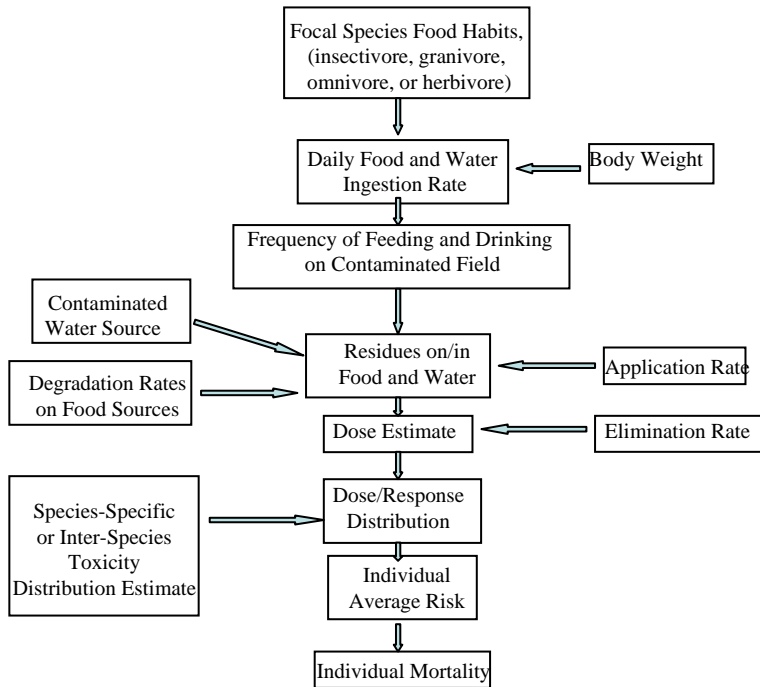 Focal Species Food Habits,
(insectivore, granivore,
omnivore, or herbivore)
Daily Food and Water
Ingestion Rate
Body Weight
Frequency of Feeding and Drinking
on Contaminated Field
Contaminated
Water Source
Residues on/in
Food and Water
Application Rate
Degradation Rates
on Food Sources
Dose Estimate
Elimination Rate
Species-Specific
or Inter-Species
Toxicity
Distribution Estimate
Dose/Response
Distribution
Individual
Average Risk
Individual Mortality